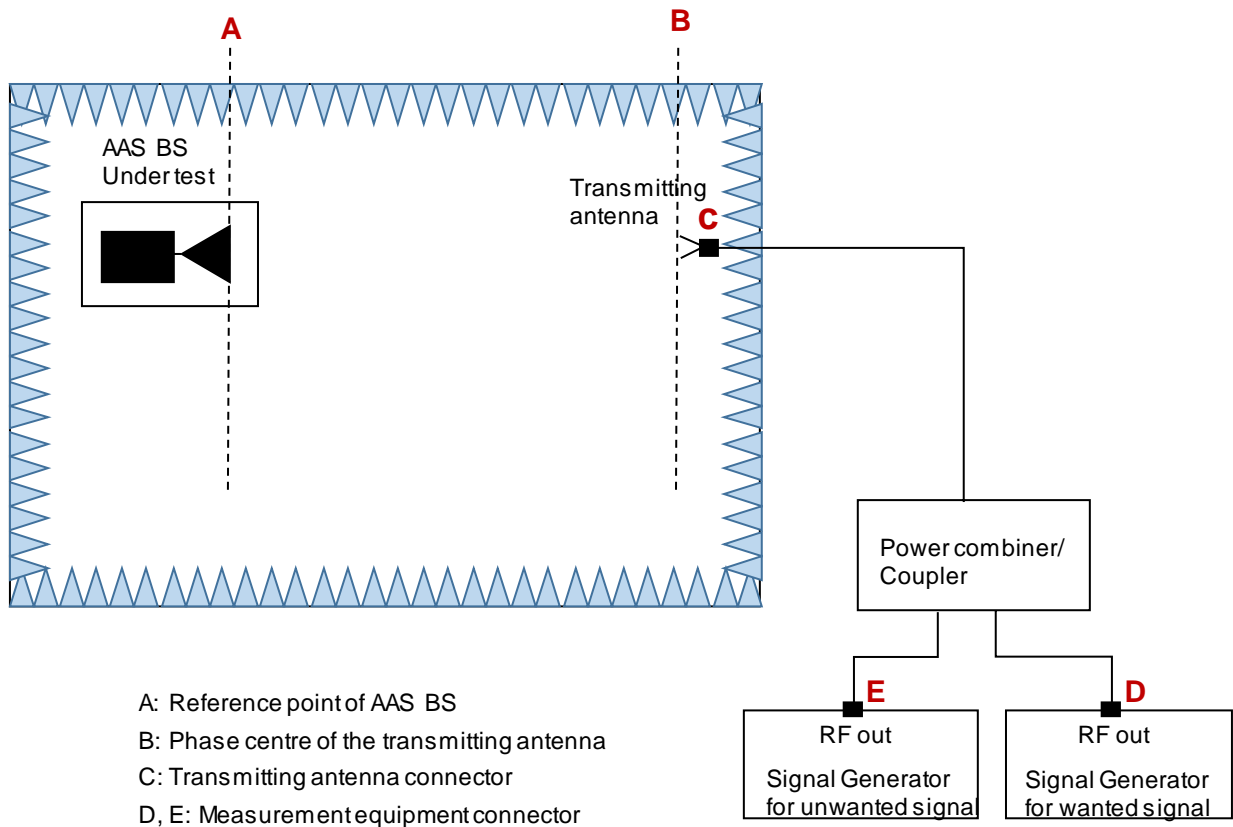 A
B
AAS BS
Under test
Transmitting
antenna
C
Power combiner/
Coupler
E
D
RF out
Signal Generator
for unwanted signal
RF out
Signal Generator
for wanted signal
A: Reference point of AAS BS
B: Phase centre of the transmitting antenna
C: Transmitting antenna connector
D, E: Measurement equipment connector